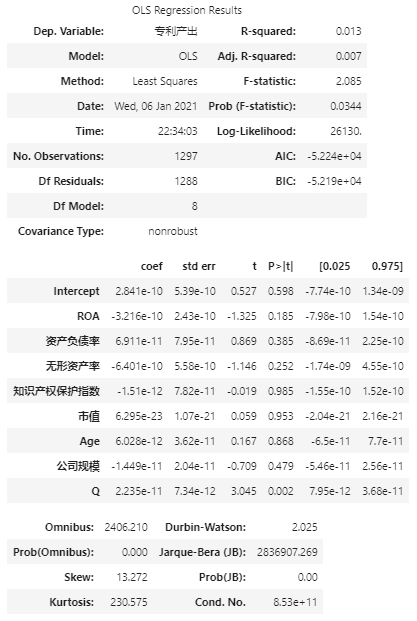 OLS Regression Results
Dep. Variable: 专利产出 R-squared: 0.013
Model: OLS Adj. R-squared: 0.007
Method: Least Squares F-statistic: 2.085
Date: Wed, 06 Jan 2021 Prob (F-statistic): 0.0344
Time: 22:34:03 Log-Likelihood: 26130.
No. Observations: 1297 AIC: -5.224e+04
Df Residuals: 1288 BIC: -5.219e+04
Df Model: 8
Covariance Type: nonrobust
coef std err t P>|t| [0.025 0.975]
Intercept 2.841e-10 5.39e-10 0.527 0.598 -7.74e-10 1.34e-09
ROA -3.216e-10 2.43e-10 -1.325 0.185 -7.98e-10 1.54e-10
资产负债率 6.911e-11 7.95e-11 0.869 0.385 -8.69e-11 2.25e-10
无形资产率 -6.401e-10 5.58e-10 -1.146 0.252 -1.74e-09 4.55e-10
知识产权保护指数 -1.51e-12 7.82e-11 -0.019 0.985 -1.55e-10 1.52e-10
市值 6.295e-23 1.07e-21 0.059 0.953 -2.04e-21 2.16e-21
Age 6.028e-12 3.62e-11 0.167 0.868 -6.5e-11 7.7e-11
公司规模 -1.449e-11 2.04e-11 -0.709 0.479 -5.46e-11 2.56e-11
Q 2.235e-11 7.34e-12 3.045 0.002 7.95e-12 3.68e-11
Omnibus: 2406.210 Durbin-Watson: 2.025
Prob(Omnibus): 0.000 Jarque-Bera (JB): 2836907.269
Skew: 13.272 Prob(JB): 0.00
Kurtosis: 230.575 Cond. No. 8.53e+11